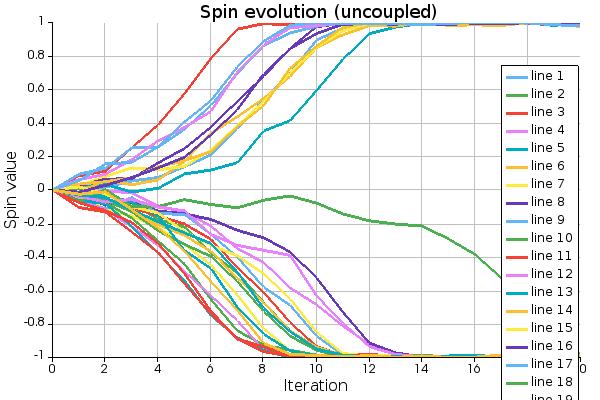 Spin evolution (uncoupled)
1
0.8
0.6
0.4
0.2
0
-0.2
-0.4
-0.6
-0.8
-1
Spin value
0
2
4
6
8
10
12
14
16
0
Iteration
line 1
line 2
line 3
line 4
line 5
line 6
line 7
line 8
line 9
line 10
line 11
line 12
line 13
line 14
line 15
line 16
line 17
line 18
line 19